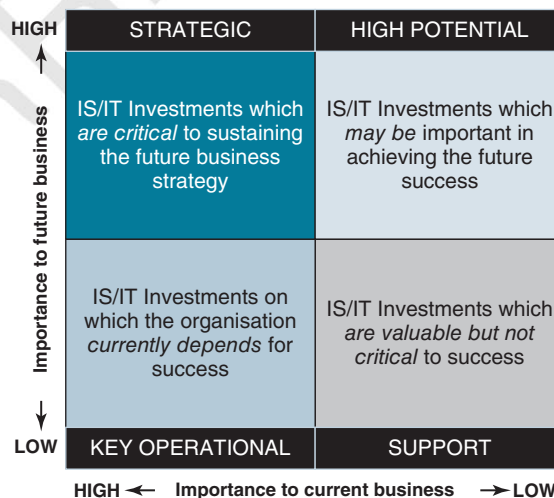 HIGH
STRATEGIC
HIGH POTENTIAL
IS/IT Investments which
are critical to sustaining
the future business
strategy
IS/IT Investments which
may be important in
achieving the future
success
Importance to future business
IS/IT Investments on
which the organisation
currently depends for
success
IS/IT Investments which
are valuable but not
critical to success
LOW
KEY OPERATIONAL
SUPPORT
HIGH Importance to current business LOW